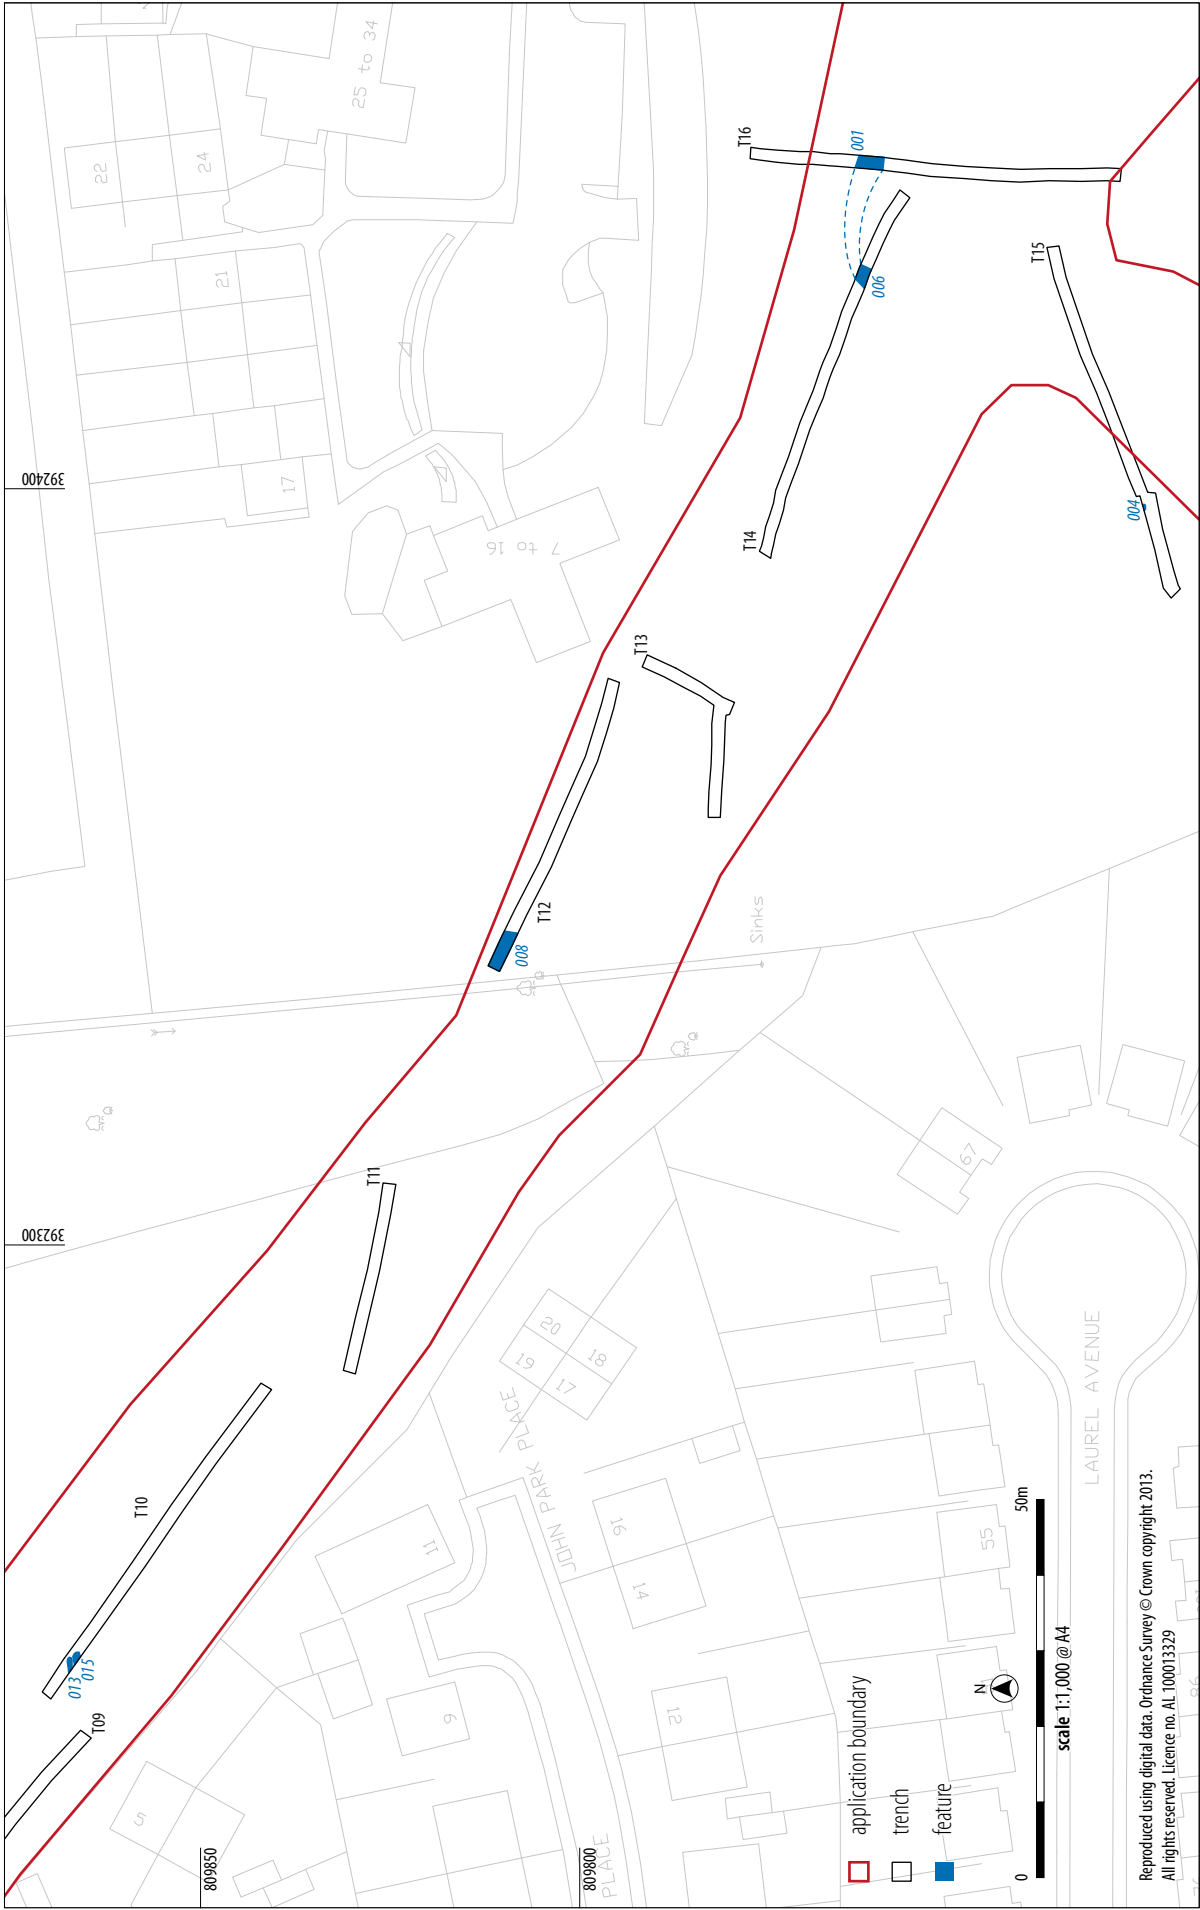 22
24
25 to 34
21
17
7 to 16
392400
T16
001
006
T15
T14
004
T13
T12
008
Sinks
T11
392300
67
T10
013
015
T09
20
19
18
17
JOHN PARK PLACE
11
16
14
9
12
5
55
LAUREL AVENUE
809850
809800
PLACE
application boundary
trench
feature
N
0
50m
scale 1:1,000 @ A4
Reproduced using digital data. Ordnance Survey © Crown copyright 2013.
All rights reserved. Licence no. AL 100013329